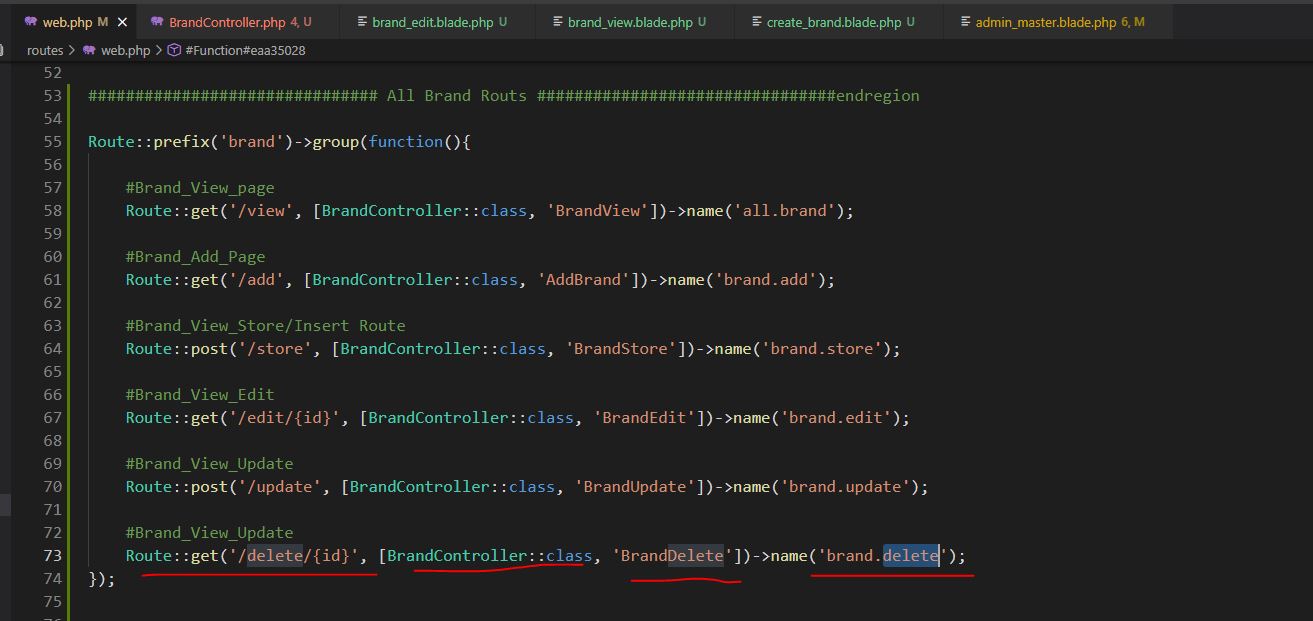 web.php M
BrandController.php 4, U
brand_edit.blade.php U
brand_view.blade.php U
create_brand.blade.php U
admin_master.blade.php 6, M
routes > web.php > #Function#eaa35028
52
53 ############################### All Brand Routs ################################endregion
54
55 Route::prefix('brand')->group(function(){
56
57 #Brand_View_page
58 Route::get('/view', [BrandController::class, 'BrandView'])->name('all.brand');
59
60 #Brand_Add_Page
61 Route::get('/add', [BrandController::class, 'AddBrand'])->name('brand.add');
62
63 #Brand_View_Store/Insert Route
64 Route::post('/store', [BrandController::class, 'BrandStore'])->name('brand.store');
65
66 #Brand_View_Edit
67 Route::get('/edit/{id}', [BrandController::class, 'BrandEdit'])->name('brand.edit');
68
69 #Brand_View_Update
70 Route::post('/update', [BrandController::class, 'BrandUpdate'])->name('brand.update');
71
72 #Brand_View_Update
73 Route::get('/delete/{id}', [BrandController::class, 'BrandDelete'])->name('brand.delete');
74 });
75